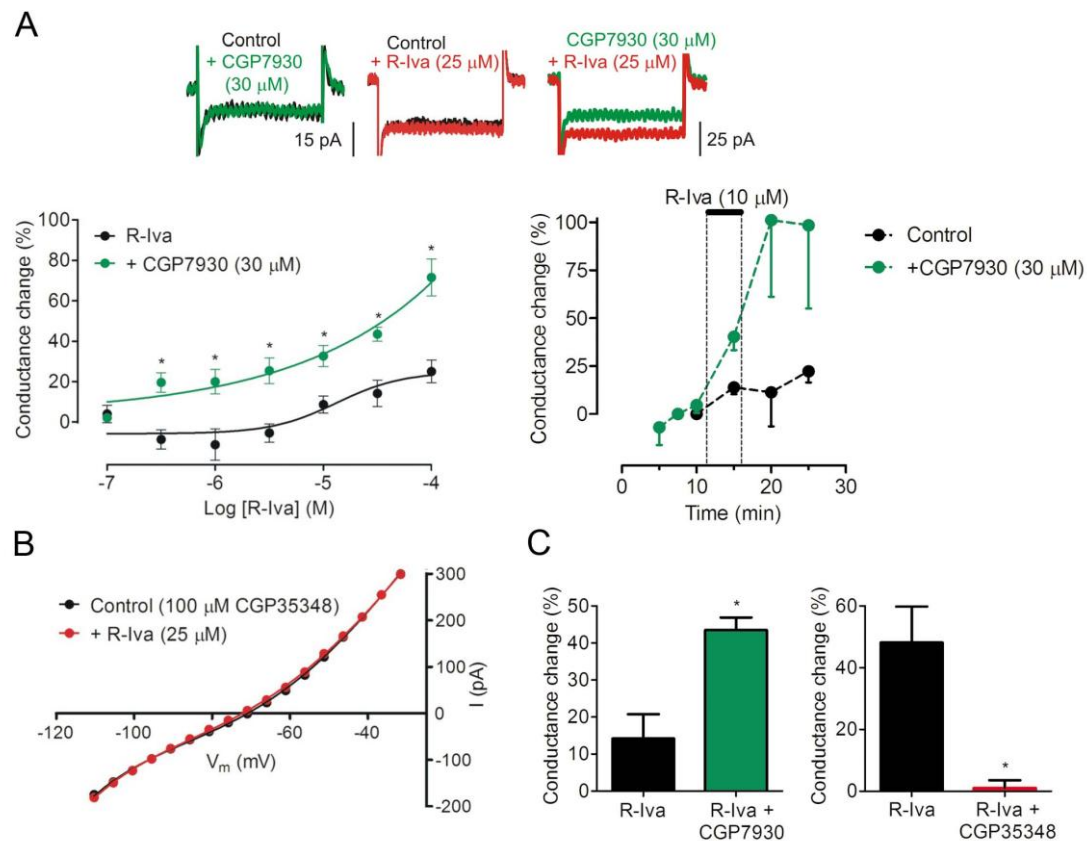 A
Control
+ CGP7930
(30 μM)
15 pA
Control
+ R-Iva (25 μM)
CGP7930 (30 μM)
+ R-Iva (25 μM)
25 pA
Conductance change (%)
100
80
60
40
20
0
R-Iva
+ CGP7930 (30 μM)
* * * * * *
-7 -6 -5 -4
Log [R-Iva] (M)
R-Iva (10 μM)
Conductance change (%)
100
75
50
25
0
Control
+CGP7930 (30 μM)
0 10 20 30
Time (min)
B
Control (100 μM CGP35348)
+ R-Iva (25 μM)
300
200
100
0
-100
-200
I (pA)
-120 -100 -80 -60 -40
Vm (mV)
C
Conductance change (%)
50
40
30
20
10
0
*
R-Iva
R-Iva +
CGP7930
Conductance change (%)
60
40
20
0
*
R-Iva
R-Iva +
CGP35348